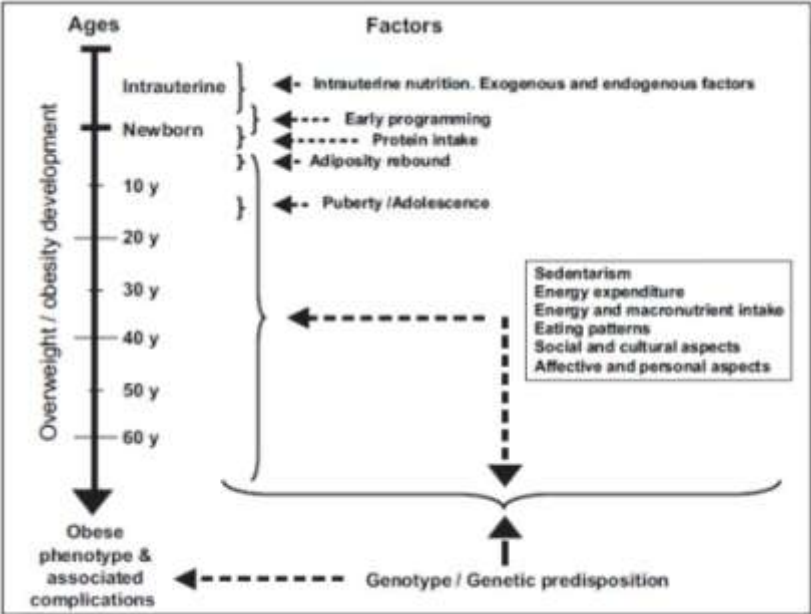 Ages
Factors
Overweight / obesity development
Intrauterine
Intrauterine nutrition. Exogenous and endogenous factors
Early programming
Newborn
Protein intake
Adiposity rebound
10 y
Puberty /Adolescence
20 y
Sedentarism
30 y
Energy expenditure
Energy and macronutrient intake
Eating patterns
40 y
Social and cultural aspects
Affective and personal aspects
50 y
60 y
Obese
phenotype &
associated
complications
Genotype / Genetic predisposition